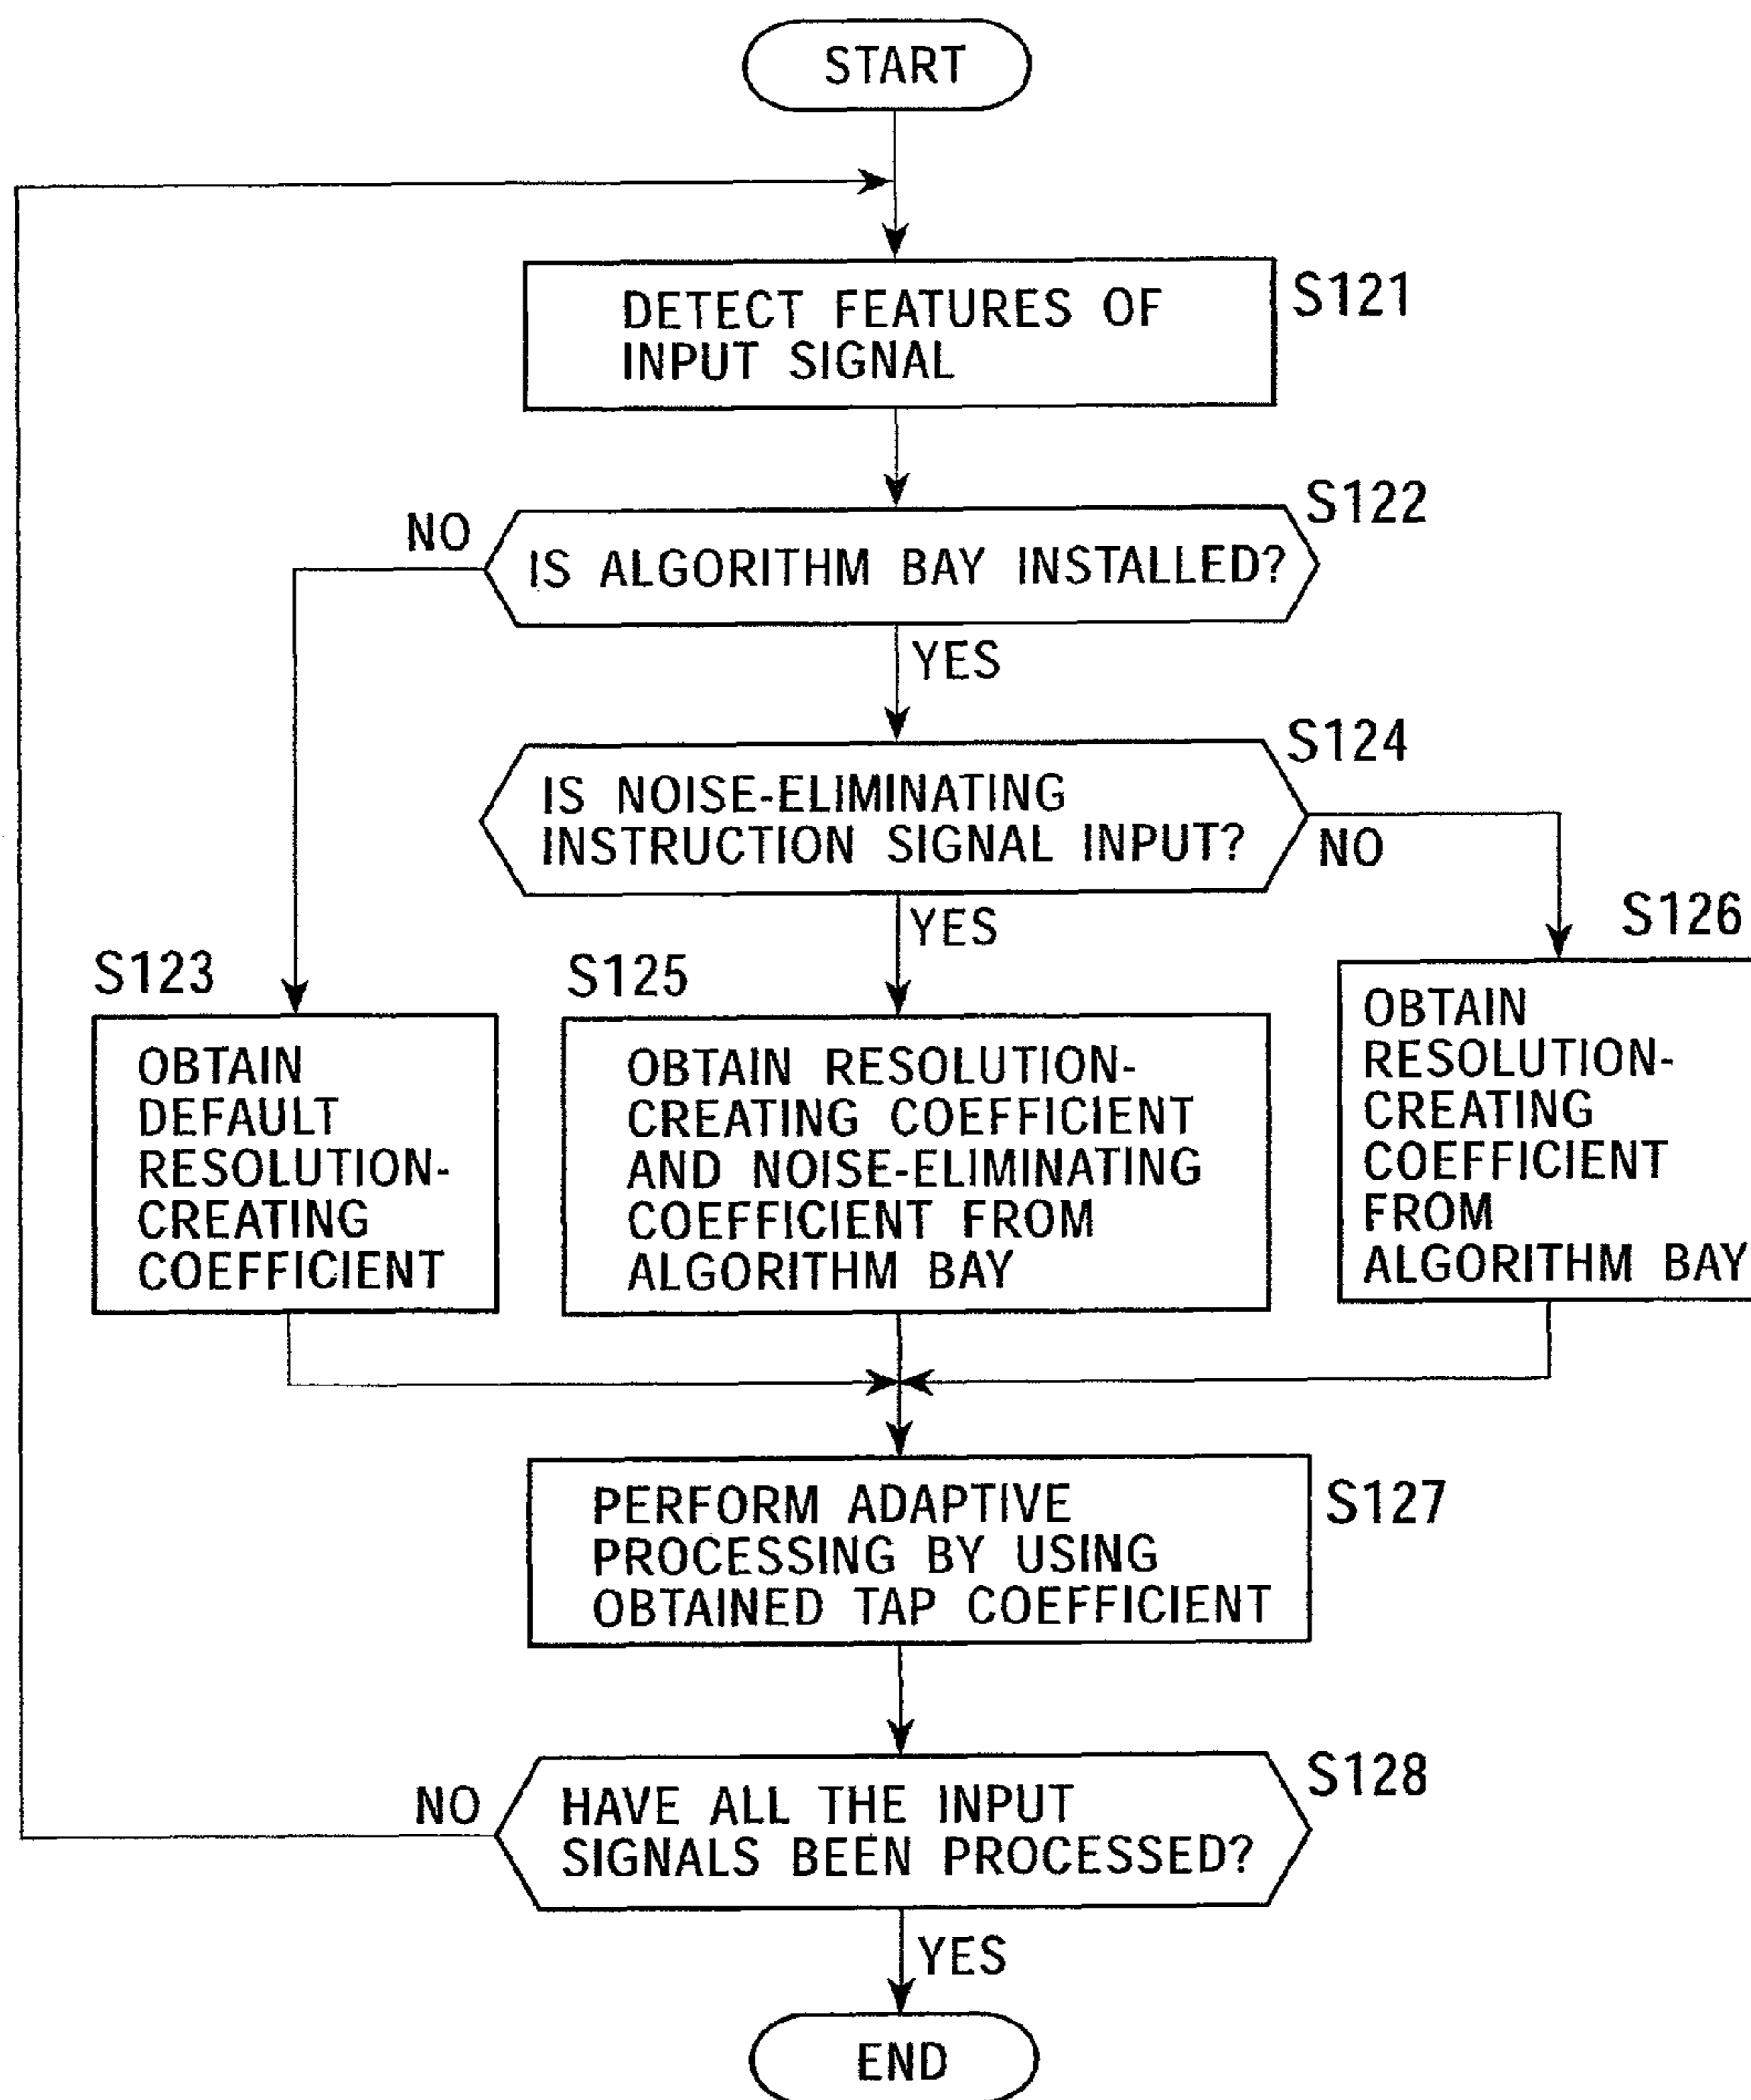 START
DETECT FEATURES OF
INPUT SIGNAL
S121
S122
NO
IS ALGORITHM BAY INSTALLED?
YES
S124
IS NOISE-ELIMINATING
INSTRUCTION SIGNAL INPUT?
NO
YES
S123
OBTAIN
DEFAULT
RESOLUTION-
CREATING
COEFFICIENT
S125
OBTAIN RESOLUTION-
CREATING COEFFICIENT
AND NOISE-ELIMINATING
COEFFICIENT FROM
ALGORITHM BAY
S126
OBTAIN
RESOLUTION-
CREATING
COEFFICIENT
FROM
ALGORITHM BAY
PERFORM ADAPTIVE
PROCESSING BY USING
OBTAINED TAP COEFFICIENT
S127
S128
NO
HAVE ALL THE INPUT
SIGNALS BEEN PROCESSED?
YES
END